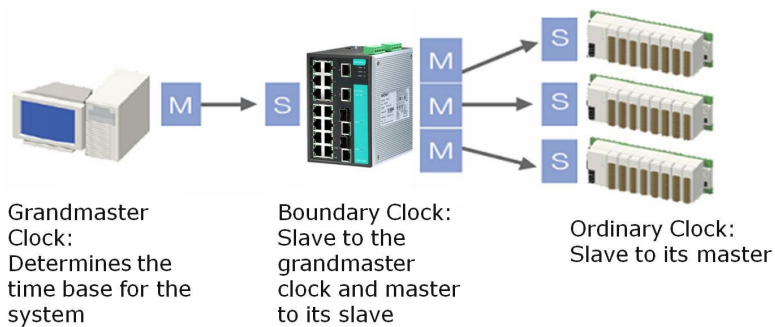 M
S
M
M
M
S
S
S
Grandmaster
Clock:
Determines the
time base for the
system
Boundary Clock:
Slave to the
grandmaster
clock and master
to its slave
Ordinary Clock:
Slave to its master